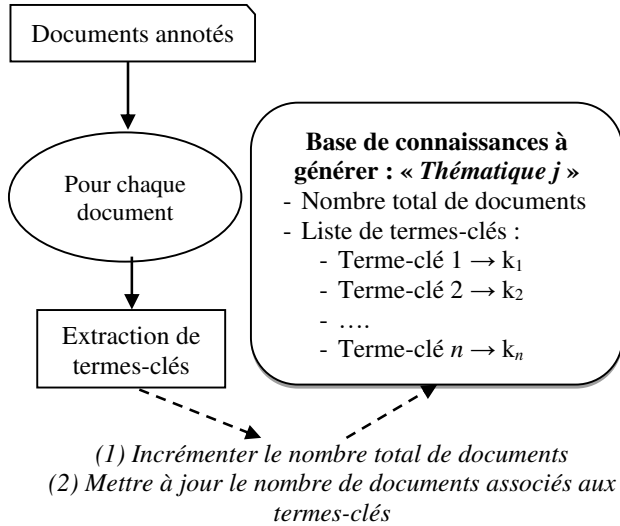 Documents annotés
Pour chaque
document
Extraction de
termes-clés
Base de connaissances à
générer : « Thématique j »
- Nombre total de documents
- Liste de termes-clés :
- Terme-clé 1 → k₁
- Terme-clé 2 → k₂
- ….
- Terme-clé n → kₙ
(1) Incrémenter le nombre total de documents
(2) Mettre à jour le nombre de documents associés aux
termes-clés